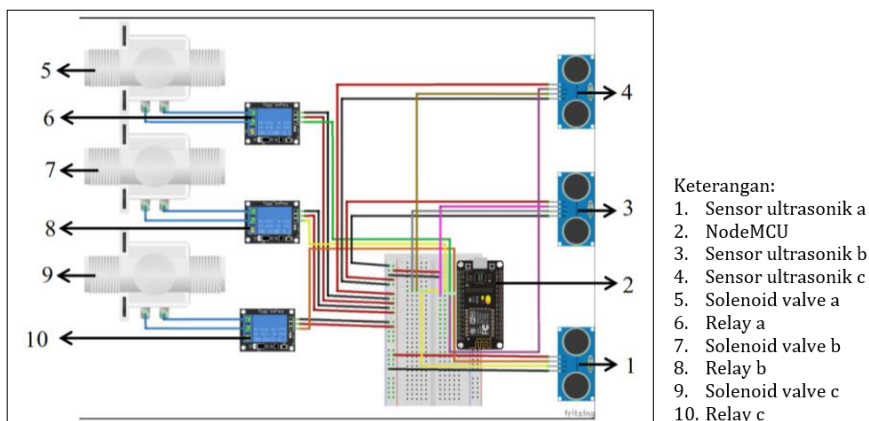 5
6
7
8
9
10
4
3
2
1
fritzing
Keterangan:
1. Sensor ultrasonik a
2. NodeMCU
3. Sensor ultrasonik b
4. Sensor ultrasonik c
5. Solenoid valve a
6. Relay a
7. Solenoid valve b
8. Relay b
9. Solenoid valve c
10. Relay c